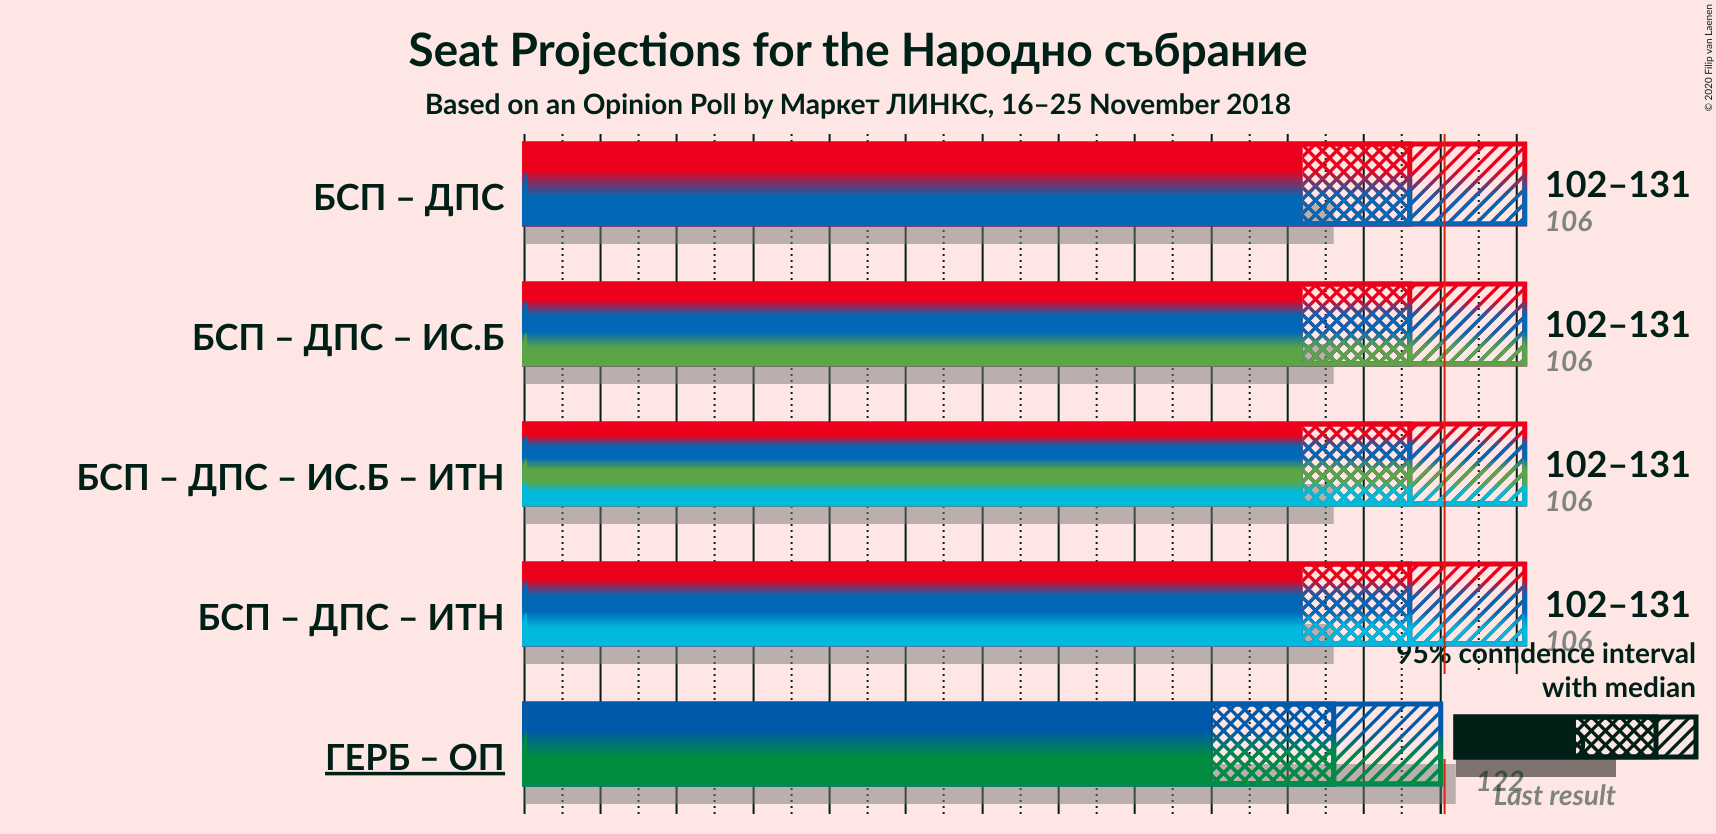 Seat Projections for the Народно събрание
Based on an Opinion Poll by Маркет ЛИНКС, 16–25 November 2018
© 2020 Filip van Laenen
БСП – ДПС
102–131
106
БСП – ДПС – ИС.Б
102–131
106
БСП – ДПС – ИС.Б – ИТН
102–131
106
БСП – ДПС – ИТН
102–131
106
95% confidence interval
with median
ГЕРБ – ОП
122
Last result